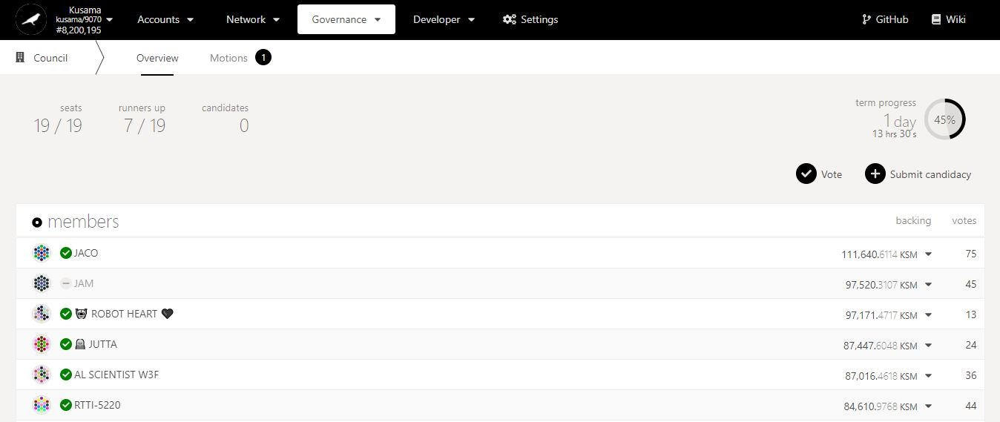 Kusama
kusama/9070
#8,200,195
Accounts
Network
Governance
Developer
Settings
GitHub
Wiki
Council
Overview
Motions 1
seats
19 / 19
runners up
7 / 19
candidates
0
term progress
1 day
13 hrs 30 s
45%
Vote
Submit candidacy
members backing votes
JACO 111,640.6114 KSM 75
JAM 97,520.3107 KSM 45
ROBOT HEART 97,171.4717 KSM 13
JUTTA 87,447.6048 KSM 24
AL SCIENTIST W3F 87,016.4618 KSM 36
RTTI-5220 84,610.9768 KSM 44